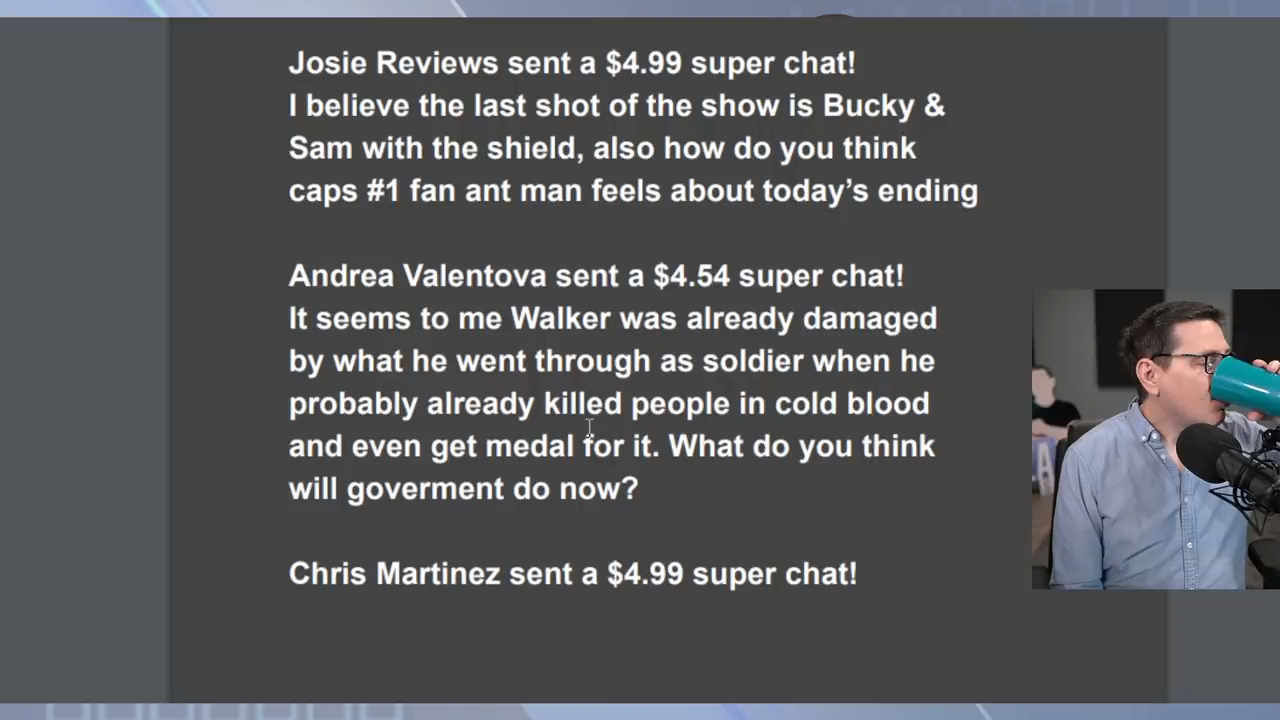 Josie Reviews sent a $4.99 super chat!
I believe the last shot of the show is Bucky &
Sam with the shield, also how do you think
caps #1 fan ant man feels about today’s ending
Andrea Valentova sent a $4.54 super chat!
It seems to me Walker was already damaged
by what he went through as soldier when he
probably already killed people in cold blood
and even get medal for it. What do you think
will goverment do now?
Chris Martinez sent a $4.99 super chat!